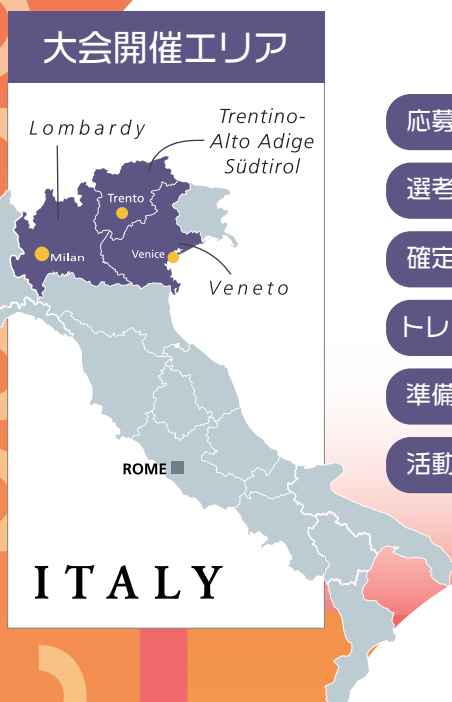 大会開催エリア
Lombardy
Trentino-
Alto Adige
Südtirol
Trento
Milan
Venice
Veneto
ROME
ITALY
応募
選考
確定
トレ
準備
活動